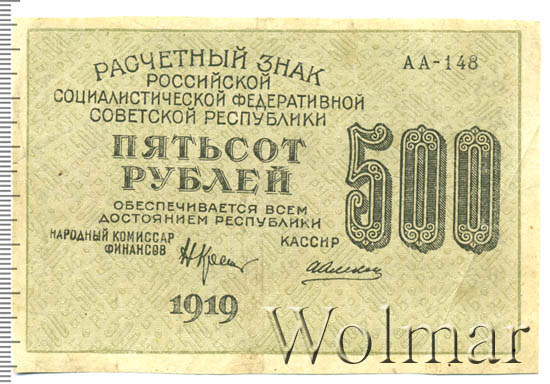 РАСЧЕТНЫЙ ЗНАК
РОССИЙСКОЙ
СОЦИАЛИСТИЧЕСКОЙ ФЕДЕРАТИВНОЙ
СОВЕТСКОЙ РЕСПУБЛИКИ
АА-148
ПЯТЬСОТ
РУБЛЕЙ
500
ОБЕСПЕЧИВАЕТСЯ ВСЕМ
ДОСТОЯНИЕМ РЕСПУБЛИКИ
НАРОДНЫЙ КОМИССАР
ФИНАНСОВ
КАССИР
1919
Wolmar